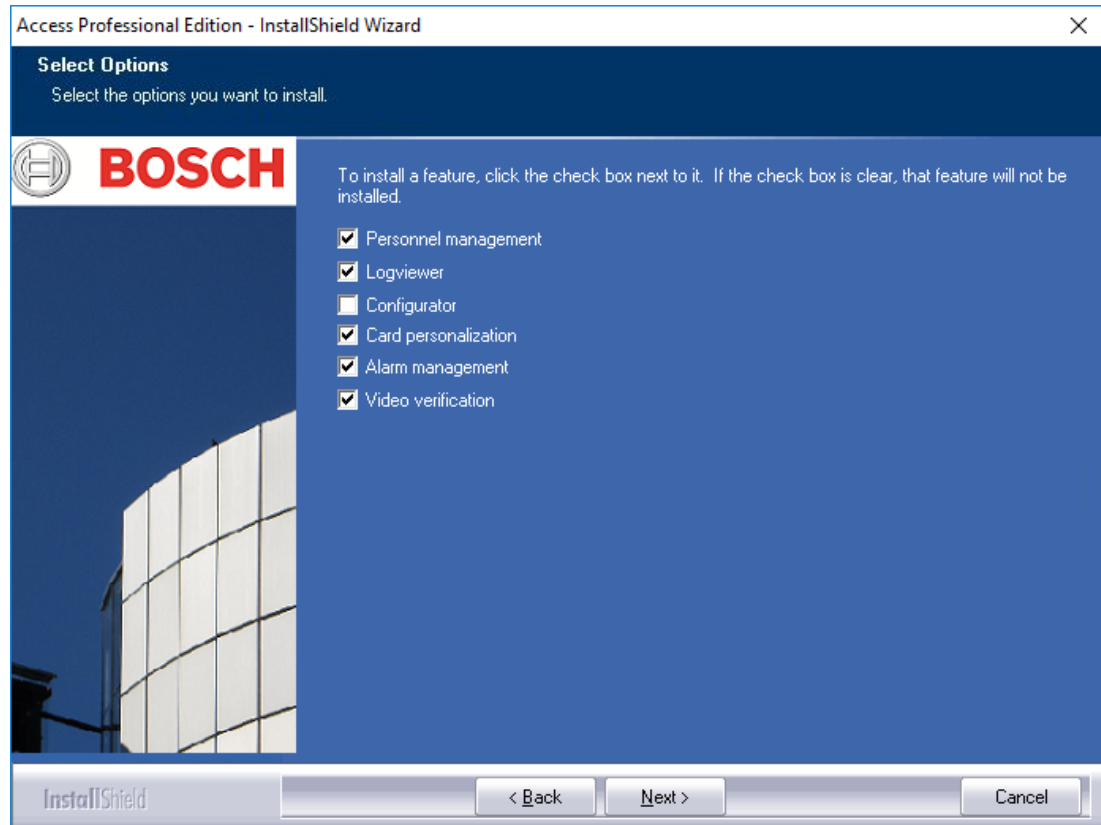 Access Professional Edition - InstallShield Wizard
Select Options
Select the options you want to install.
BOSCH
To install a feature, click the check box next to it.  If the check box is clear, that feature will not be
installed.
Personnel management
Logviewer
Configurator
Card personalization
Alarm management
Video verification
InstallShield
< Back
Next >
Cancel